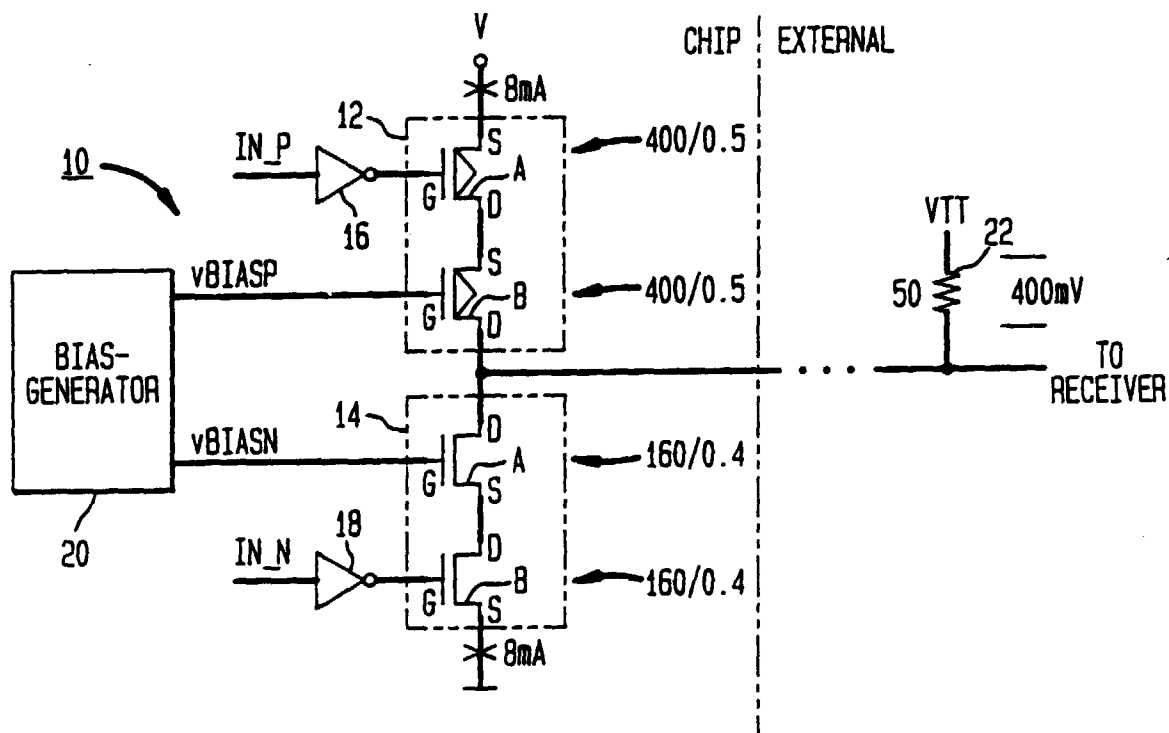 V
CHIP
EXTERNAL
8mA
12
S
400/0.5
IN_P
10
A
G
D
16
VTT
22
S
vBIASP
400/0.5
50
400mV
B
G
D
BIAS-
GENERATOR
TO
RECEIVER
14
D
vBIASN
160/0.4
A
G
S
20
18
IN_N
D
160/0.4
B
G
S
8mA